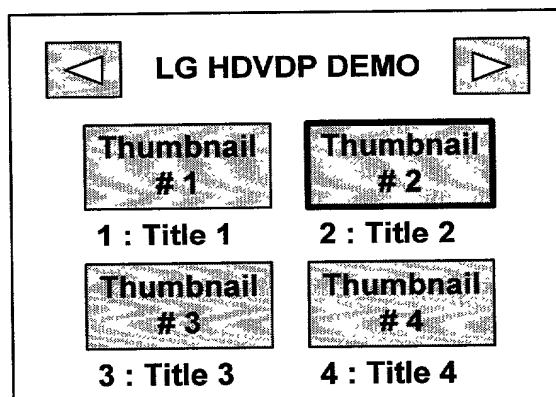 LG HDVDP DEMO
Thumbnail
# 1
Thumbnail
# 2
1 : Title 1
2 : Title 2
Thumbnail
# 3
Thumbnail
# 4
3 : Title 3
4 : Title 4